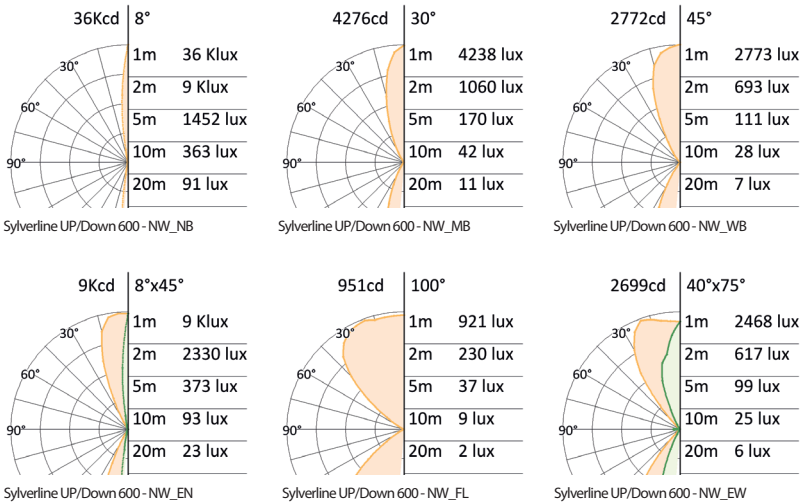 36Kcd 8°
1m 36 Klux
30°
2m 9 Klux
60°
5m 1452 lux
90°
10m 363 lux
20m 91 lux
Sylverline UP/Down 600 - NW_NB
4276cd 30°
1m 4238 lux
30°
2m 1060 lux
60°
5m 170 lux
90°
10m 42 lux
20m 11 lux
Sylverline UP/Down 600 - NW_MB
2772cd 45°
1m 2773 lux
30°
2m 693 lux
60°
5m 111 lux
90°
10m 28 lux
20m 7 lux
Sylverline UP/Down 600 - NW_WB
9Kcd 8°x45°
1m 9 Klux
30°
2m 2330 lux
60°
5m 373 lux
90°
10m 93 lux
20m 23 lux
Sylverline UP/Down 600 - NW_EN
951cd 100°
1m 921 lux
30°
2m 230 lux
60°
5m 37 lux
90°
10m 9 lux
20m 2 lux
Sylverline UP/Down 600 - NW_FL
2699cd 40°x75°
1m 2468 lux
30°
2m 617 lux
60°
5m 99 lux
90°
10m 25 lux
20m 6 lux
Sylverline UP/Down 600 - NW_EW